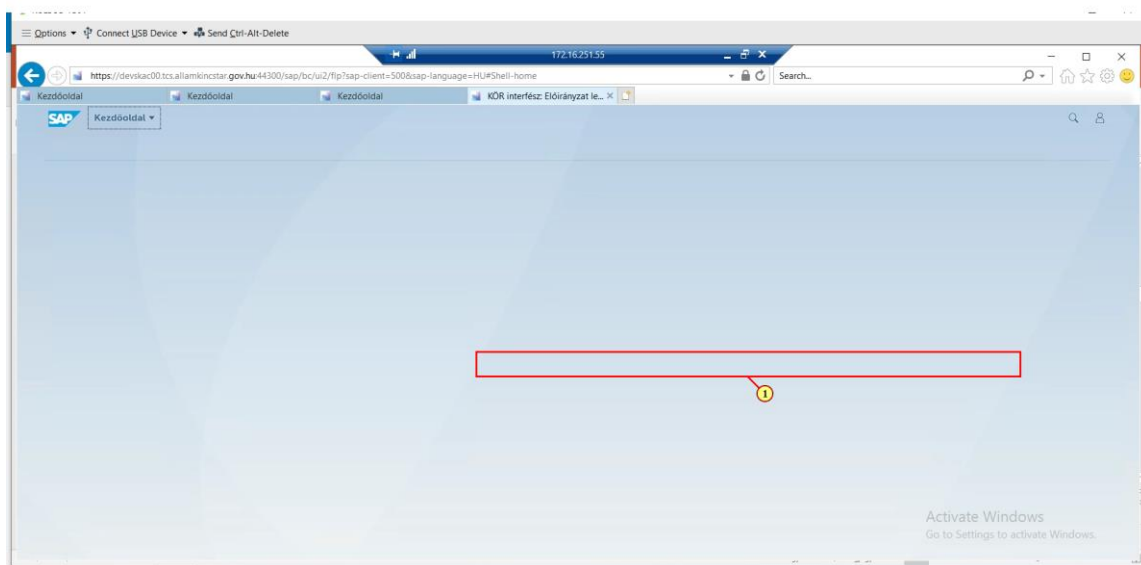 Options Connect USB Device Send Ctrl-Alt-Delete
172.16.251.55
https://devskac00.tcs.allamkincstar.gov.hu:44300/sap/bc/ui2/flp?sap-client=500&sap-language=HU#Shell-home Search...
Kezdőoldal Kezdőoldal Kezdőoldal KÖR interfész: Előirányzat le...
SAP Kezdőoldal
1
Activate Windows
Go to Settings to activate Windows.